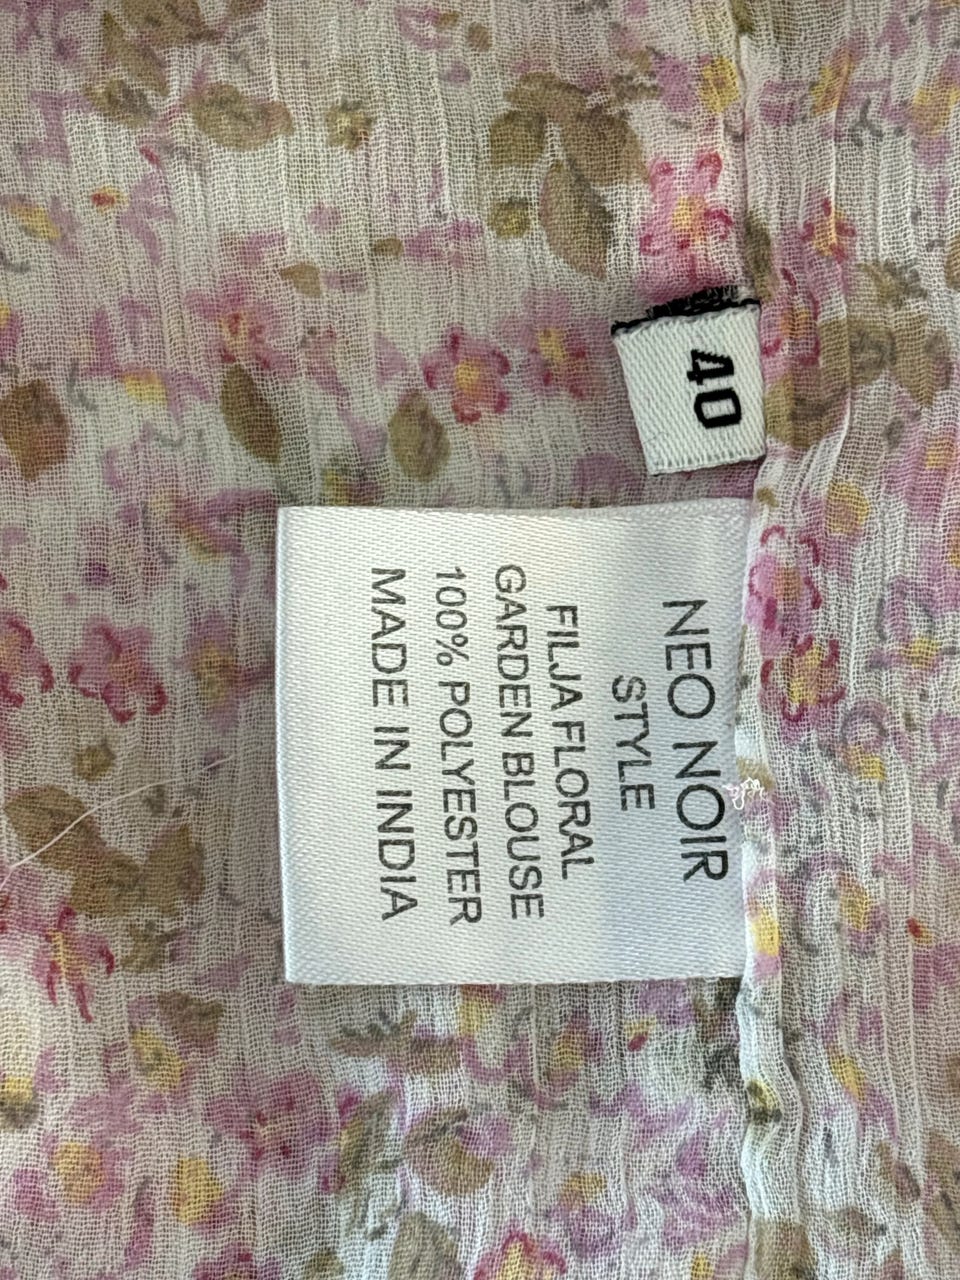 40
NEO NOIR
STYLE
FILJA FLORAL
GARDEN BLOUSE
100% POLYESTER
MADE IN INDIA